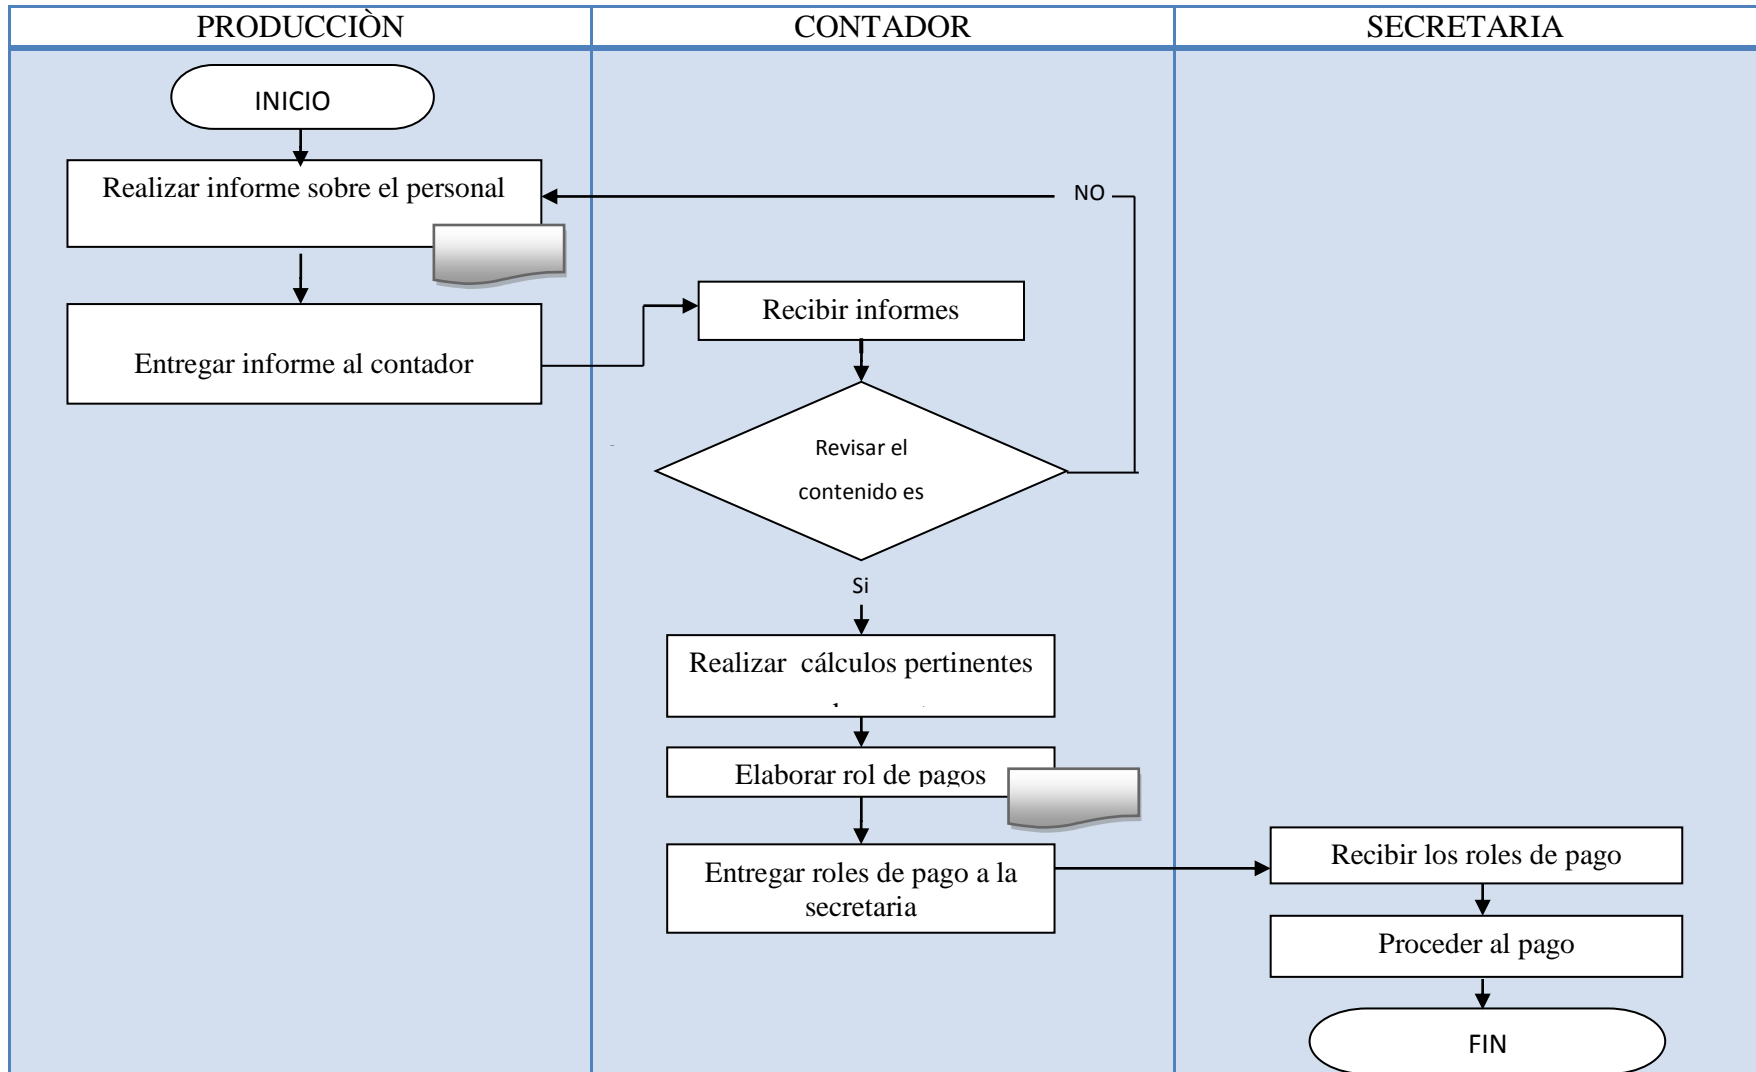 PRODUCCIÒN
CONTADOR
SECRETARIA
INICIO
Realizar informe sobre el personal
NO
Entregar informe al contador
Recibir informes
Revisar el
contenido es
Si
Realizar  cálculos pertinentes
Elaborar rol de pagos
Entregar roles de pago a la
secretaria
Recibir los roles de pago
Proceder al pago
FIN